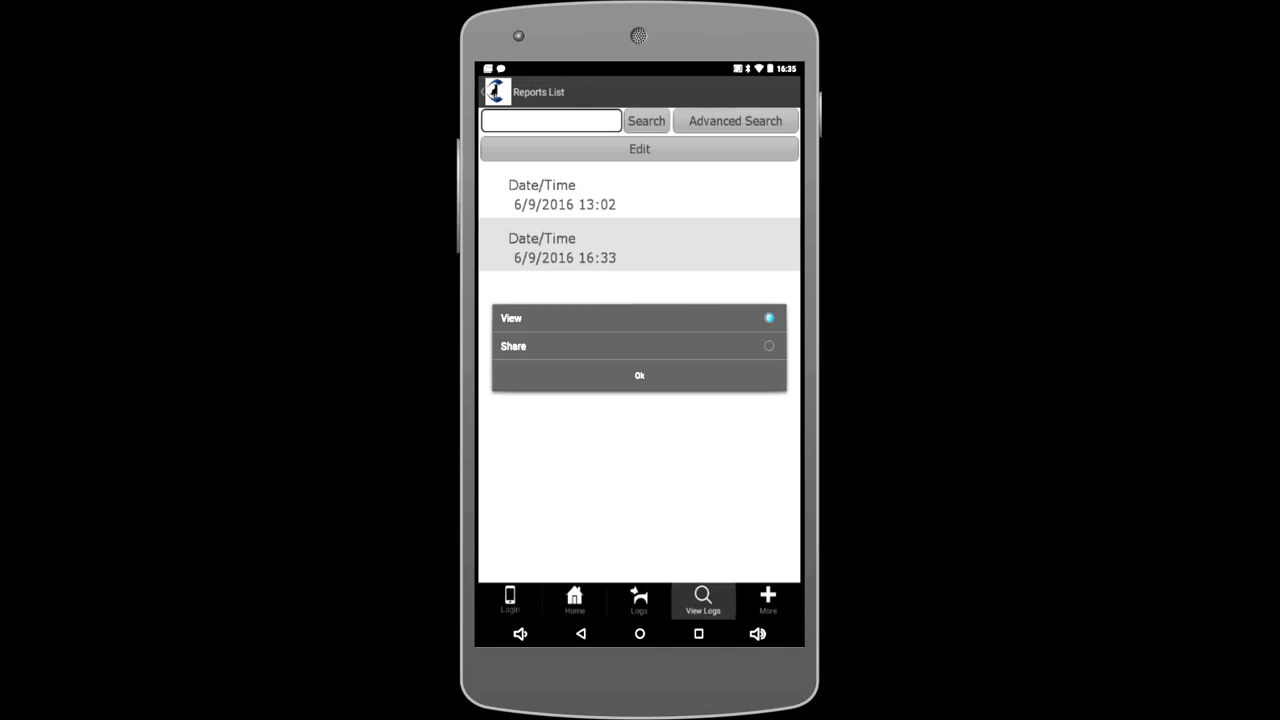 16:35
Reports List
Search
Advanced Search
Edit
Date/Time
6/9/2016 13:02
Date/Time
6/9/2016 16:33
View
Share
Ok
Login
Home
Logs
View Logs
More